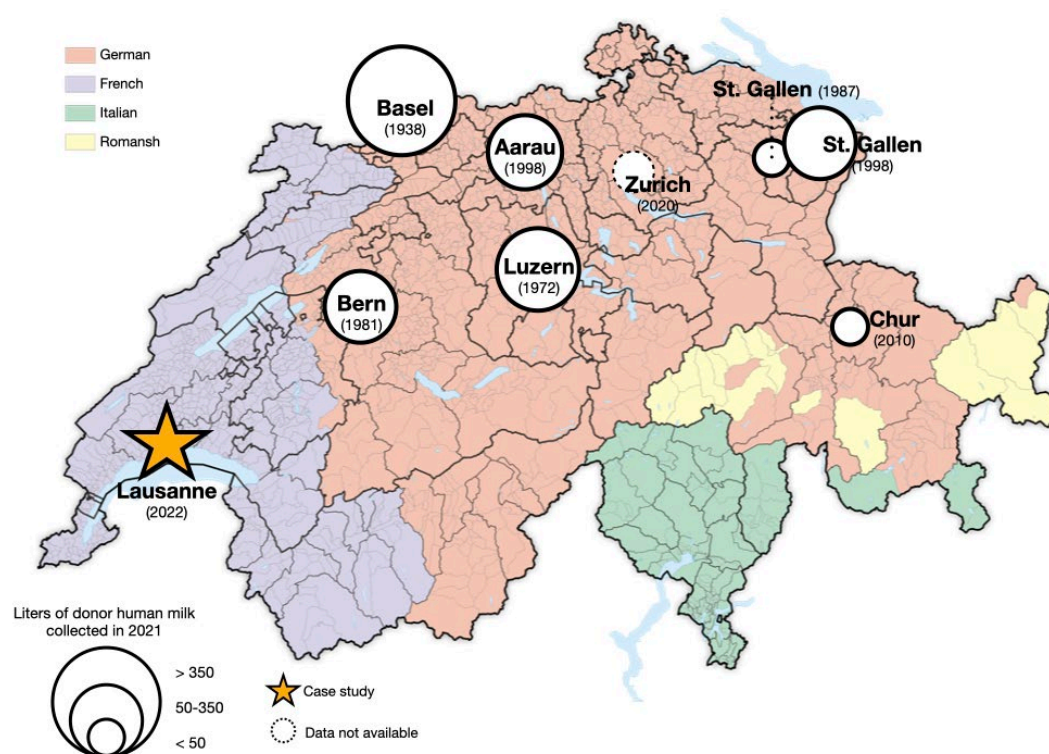 German
French
Italian
Romansh
Basel
(1938)
Aarau
(1998)
St. Gallen (1987)
St. Gallen
(1998)
Zurich
(2020)
Luzern
(1972)
Bern
(1981)
Chur
(2010)
Lausanne
(2022)
Liters of donor human milk
collected in 2021
> 350
50-350
< 50
Case study
Data not available